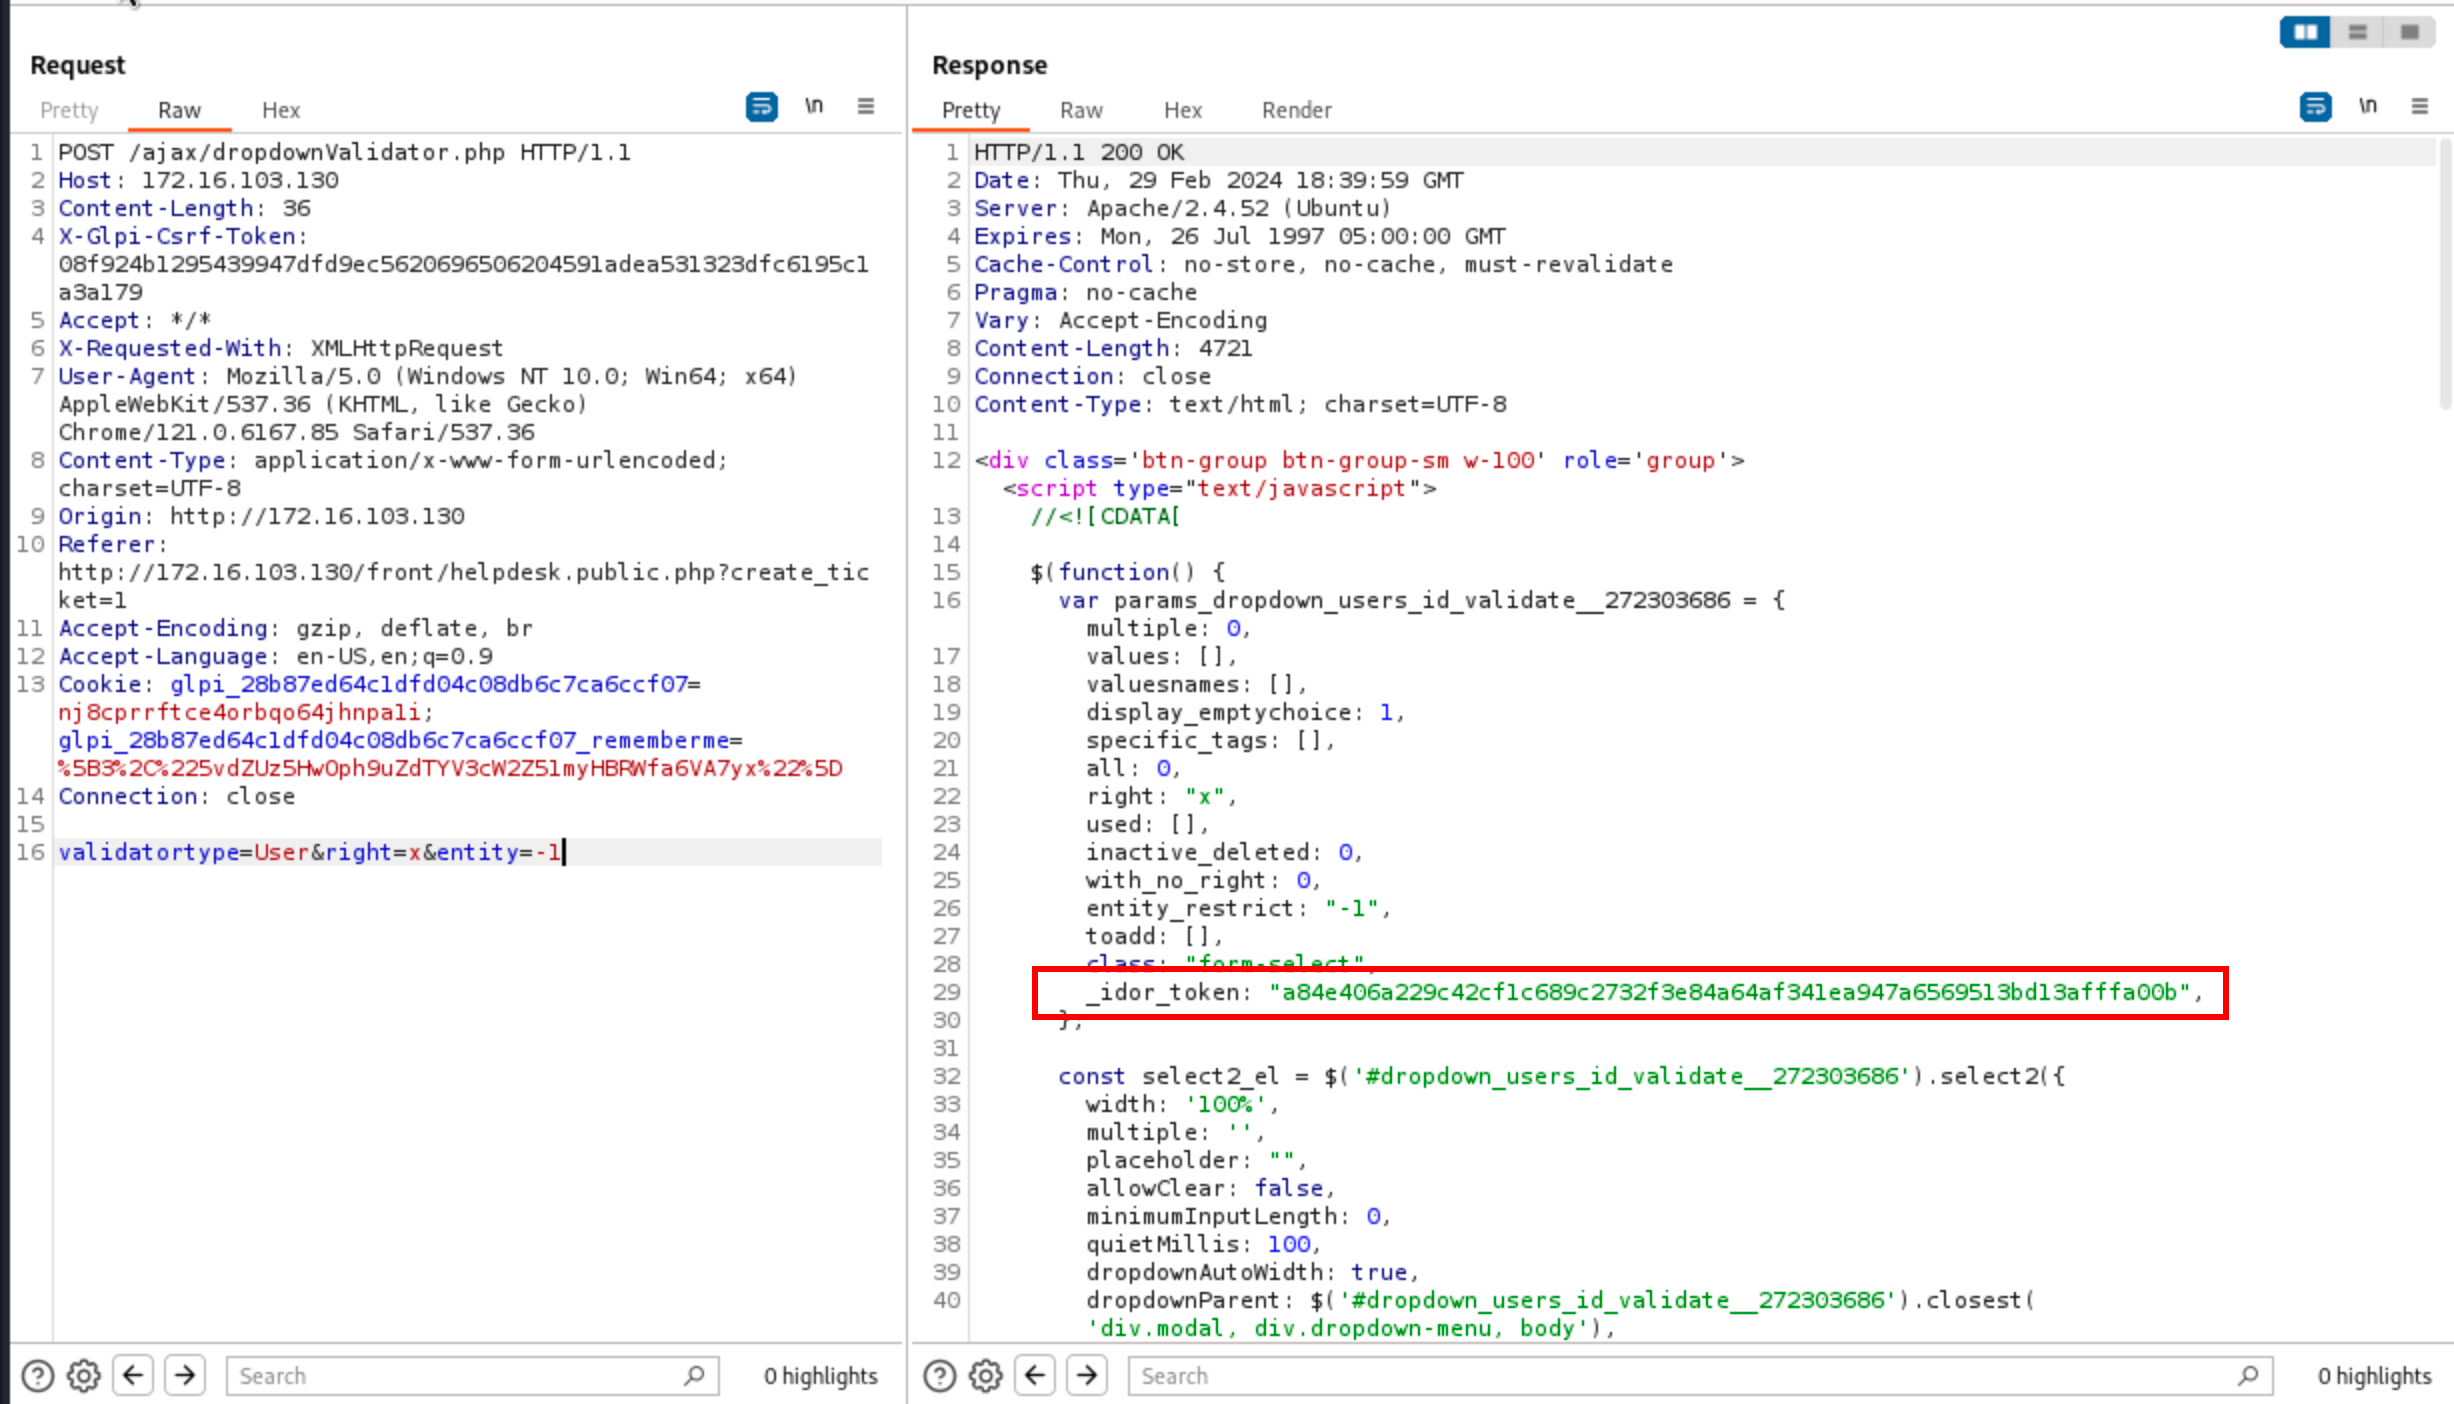 Request
Pretty Raw Hex \n
1 POST /ajax/dropdownValidator.php HTTP/1.1
2 Host: 172.16.103.130
3 Content-Length: 36
4 X-Glpi-Csrf-Token:
08f924b1295439947dfd9ec5620696506204591adea531323dfc6195c1
a3a179
5 Accept: */*
6 X-Requested-With: XMLHttpRequest
7 User-Agent: Mozilla/5.0 (Windows NT 10.0; Win64; x64)
AppleWebKit/537.36 (KHTML, like Gecko)
Chrome/121.0.6167.85 Safari/537.36
8 Content-Type: application/x-www-form-urlencoded;
charset=UTF-8
9 Origin: http://172.16.103.130
10 Referer:
http://172.16.103.130/front/helpdesk.public.php?create_tic
ket=1
11 Accept-Encoding: gzip, deflate, br
12 Accept-Language: en-US,en;q=0.9
13 Cookie: glpi_28b87ed64c1dfd04c08db6c7ca6ccf07=
nj8cprrftce4orbqo64jhnpali;
glpi_28b87ed64c1dfd04c08db6c7ca6ccf07_rememberme=
%5B3%2C%225vdZUz5HwOph9uZdTYV3cW2Z5lmyHBRWfa6VA7yx%22%5D
14 Connection: close
15
16 validatortype=User&right=x&entity=-1
Search
0 highlights
Response
Pretty Raw Hex Render \n
1 HTTP/1.1 200 OK
2 Date: Thu, 29 Feb 2024 18:39:59 GMT
3 Server: Apache/2.4.52 (Ubuntu)
4 Expires: Mon, 26 Jul 1997 05:00:00 GMT
5 Cache-Control: no-store, no-cache, must-revalidate
6 Pragma: no-cache
7 Vary: Accept-Encoding
8 Content-Length: 4721
9 Connection: close
10 Content-Type: text/html; charset=UTF-8
11
12 <div class='btn-group btn-group-sm w-100' role='group'>
<script type="text/javascript">
13 //<![CDATA[
14
15 $(function() {
16 var params_dropdown_users_id_validate__272303686 = {
multiple: 0,
17 values: [],
18 valuesnames: [],
19 display_emptychoice: 1,
20 specific_tags: [],
21 all: 0,
22 right: "x",
23 used: [],
24 inactive_deleted: 0,
25 with_no_right: 0,
26 entity_restrict: "-1",
27 toadd: [],
28 class: "form-select",
29 _idor_token: "a84e406a229c42cf1c689c2732f3e84a64af341ea947a6569513bd13afffa00b",
30 };
31
32 const select2_el = $('#dropdown_users_id_validate__272303686').select2({
33 width: '100%',
34 multiple: '',
35 placeholder: "",
36 allowClear: false,
37 minimumInputLength: 0,
38 quietMillis: 100,
39 dropdownAutoWidth: true,
40 dropdownParent: $('#dropdown_users_id_validate__272303686').closest(
'div.modal, div.dropdown-menu, body'),
Search
0 highlights